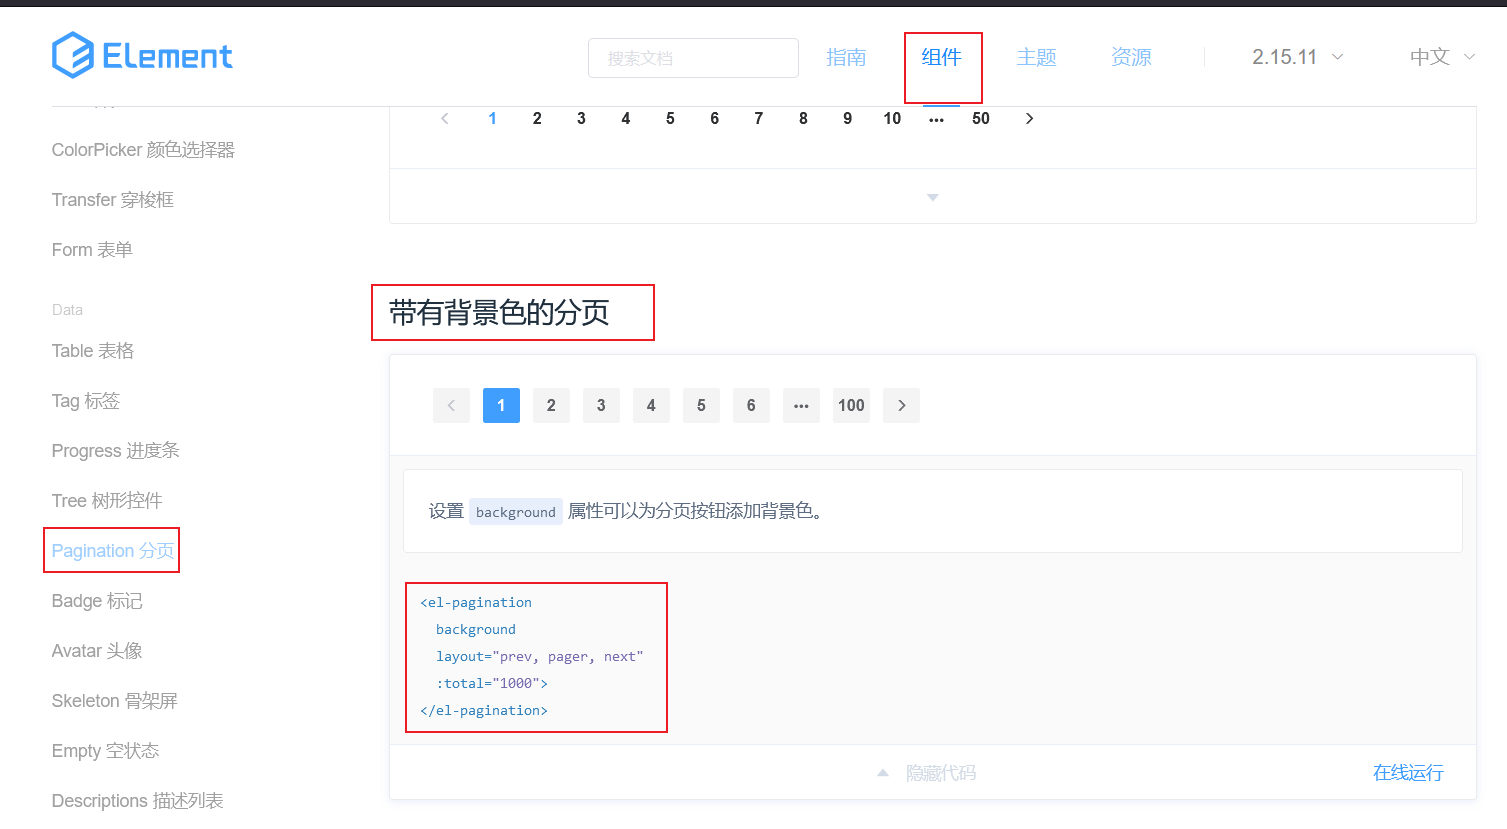 Element
搜索文档
指南
组件
主题
资源
2.15.11
中文
1 2 3 4 5 6 7 8 9 10 ... 50
ColorPicker 颜色选择器
Transfer 穿梭框
Form 表单
Data
Table 表格
Tag 标签
Progress 进度条
Tree 树形控件
Pagination 分页
Badge 标记
Avatar 头像
Skeleton 骨架屏
Empty 空状态
Descriptions 描述列表
带有背景色的分页
1 2 3 4 5 6 ... 100
设置 background 属性可以为分页按钮添加背景色。
<el-pagination
background
layout="prev, pager, next"
:total="1000">
</el-pagination>
隐藏代码
在线运行